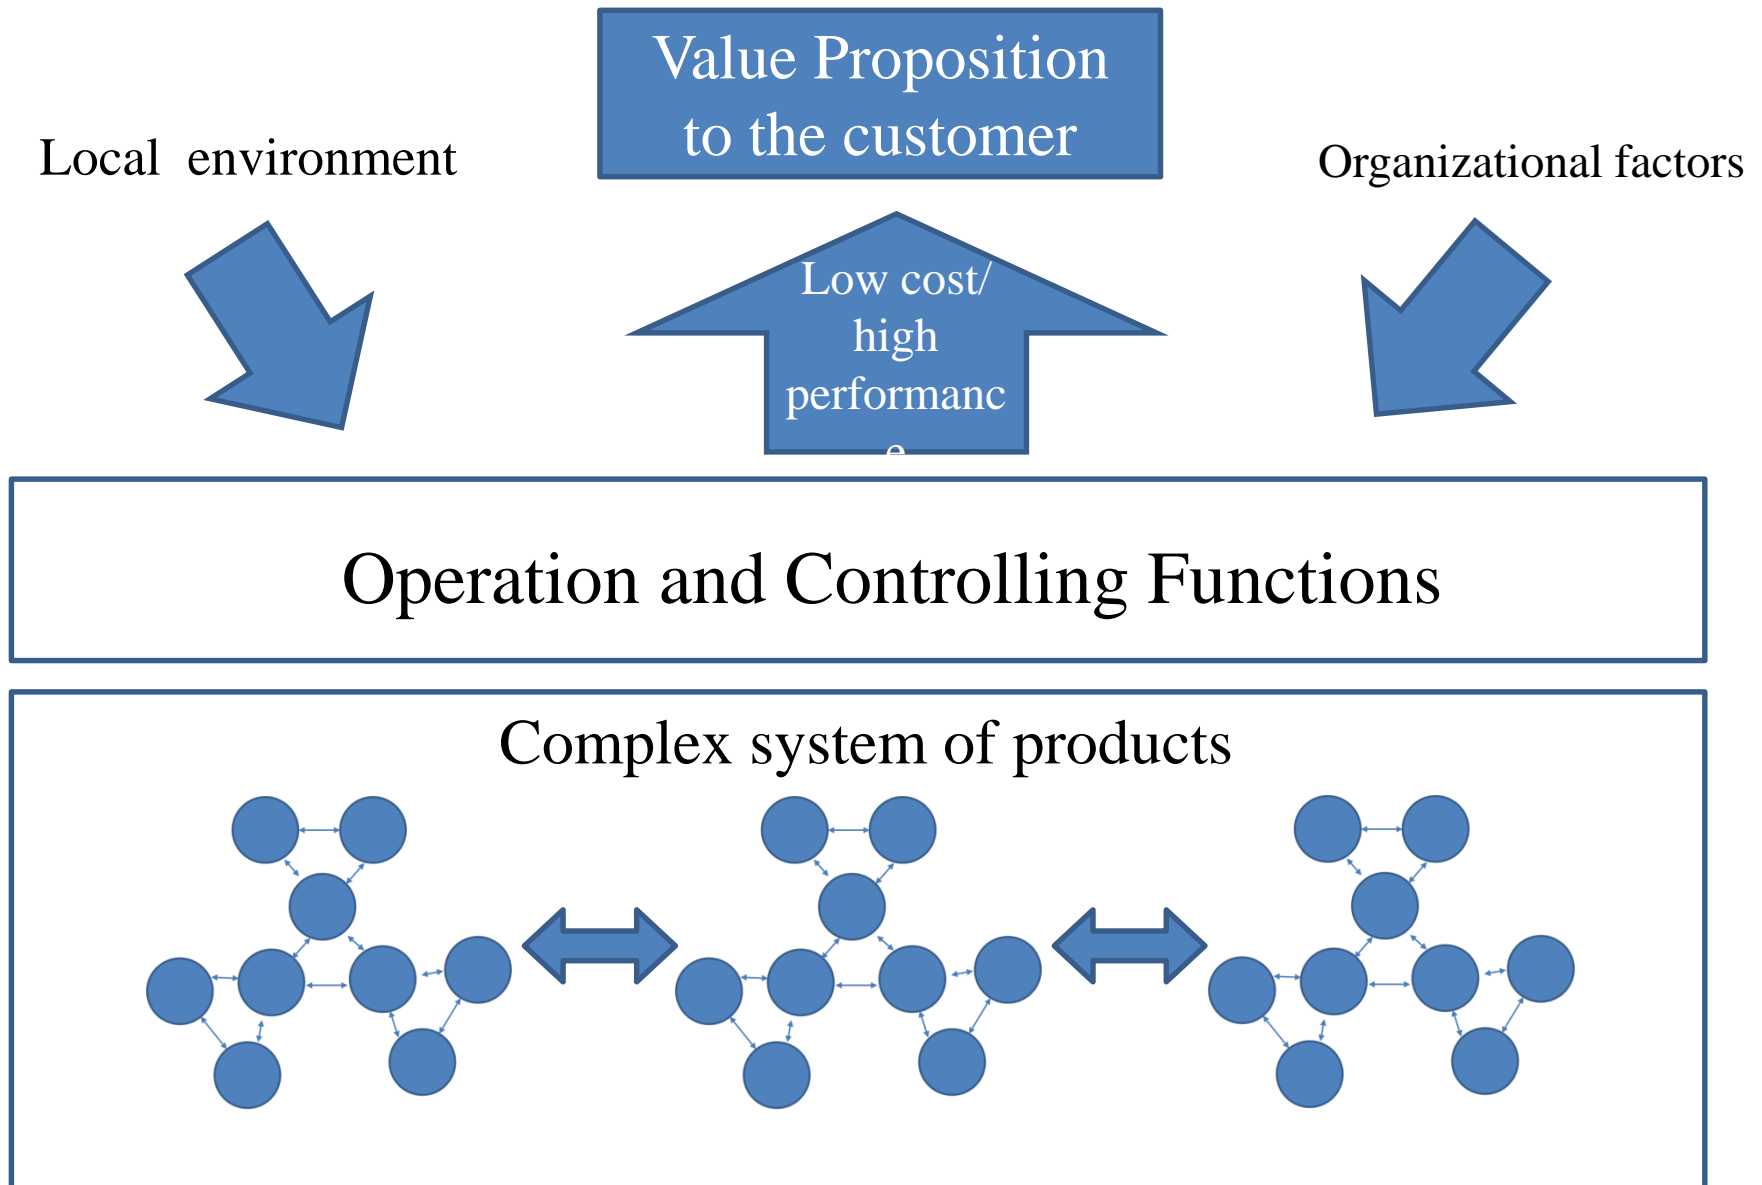 Value Proposition
to the customer
Local environment
Organizational factors
Low cost/
high
performanc
e
Operation and Controlling Functions
Complex system of products